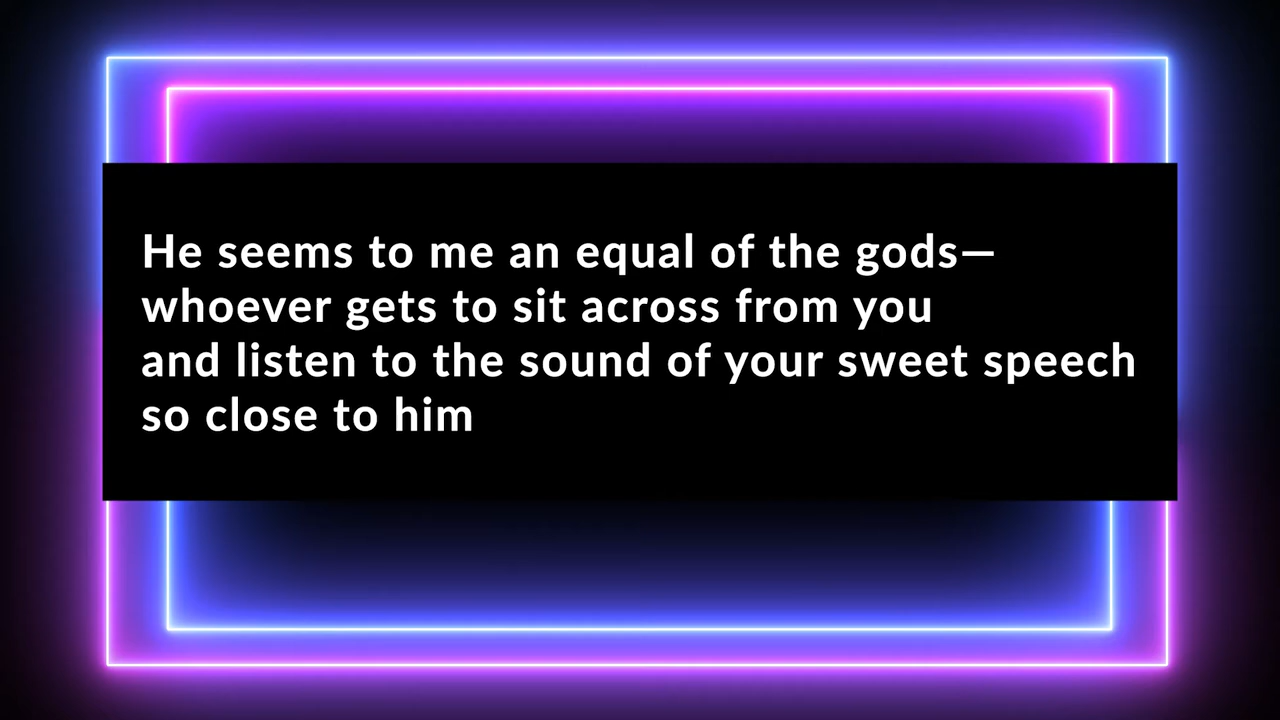 He seems to me an equal of the gods—
whoever gets to sit across from you
and listen to the sound of your sweet speech
so close to him